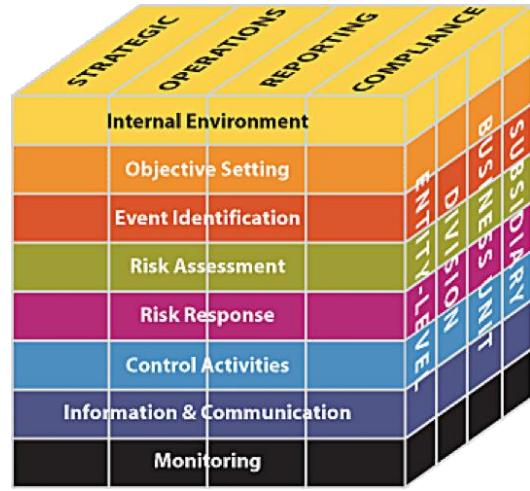 STRATEGIC
OPERATIONS
REPORTING
COMPLIANCE
Internal Environment
Objective Setting
Event Identification
Risk Assessment
Risk Response
Control Activities
Information & Communication
Monitoring
ENTITY-LEVEL
DIVISION
BUSINESS UNIT
SUBSIDIARY